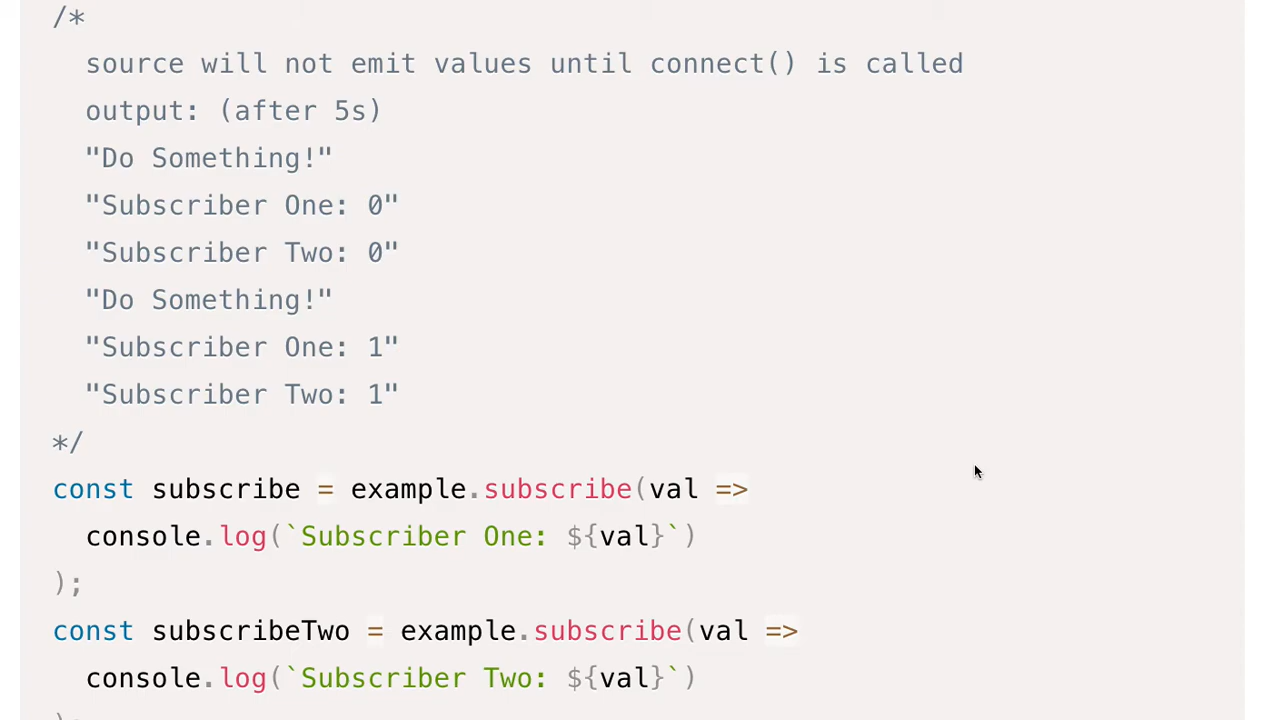 /*
  source will not emit values until connect() is called
  output: (after 5s)
  "Do Something!"
  "Subscriber One: 0"
  "Subscriber Two: 0"
  "Do Something!"
  "Subscriber One: 1"
  "Subscriber Two: 1"
*/
const subscribe = example.subscribe(val =>
  console.log(`Subscriber One: ${val}`)
);
const subscribeTwo = example.subscribe(val =>
  console.log(`Subscriber Two: ${val}`)
);